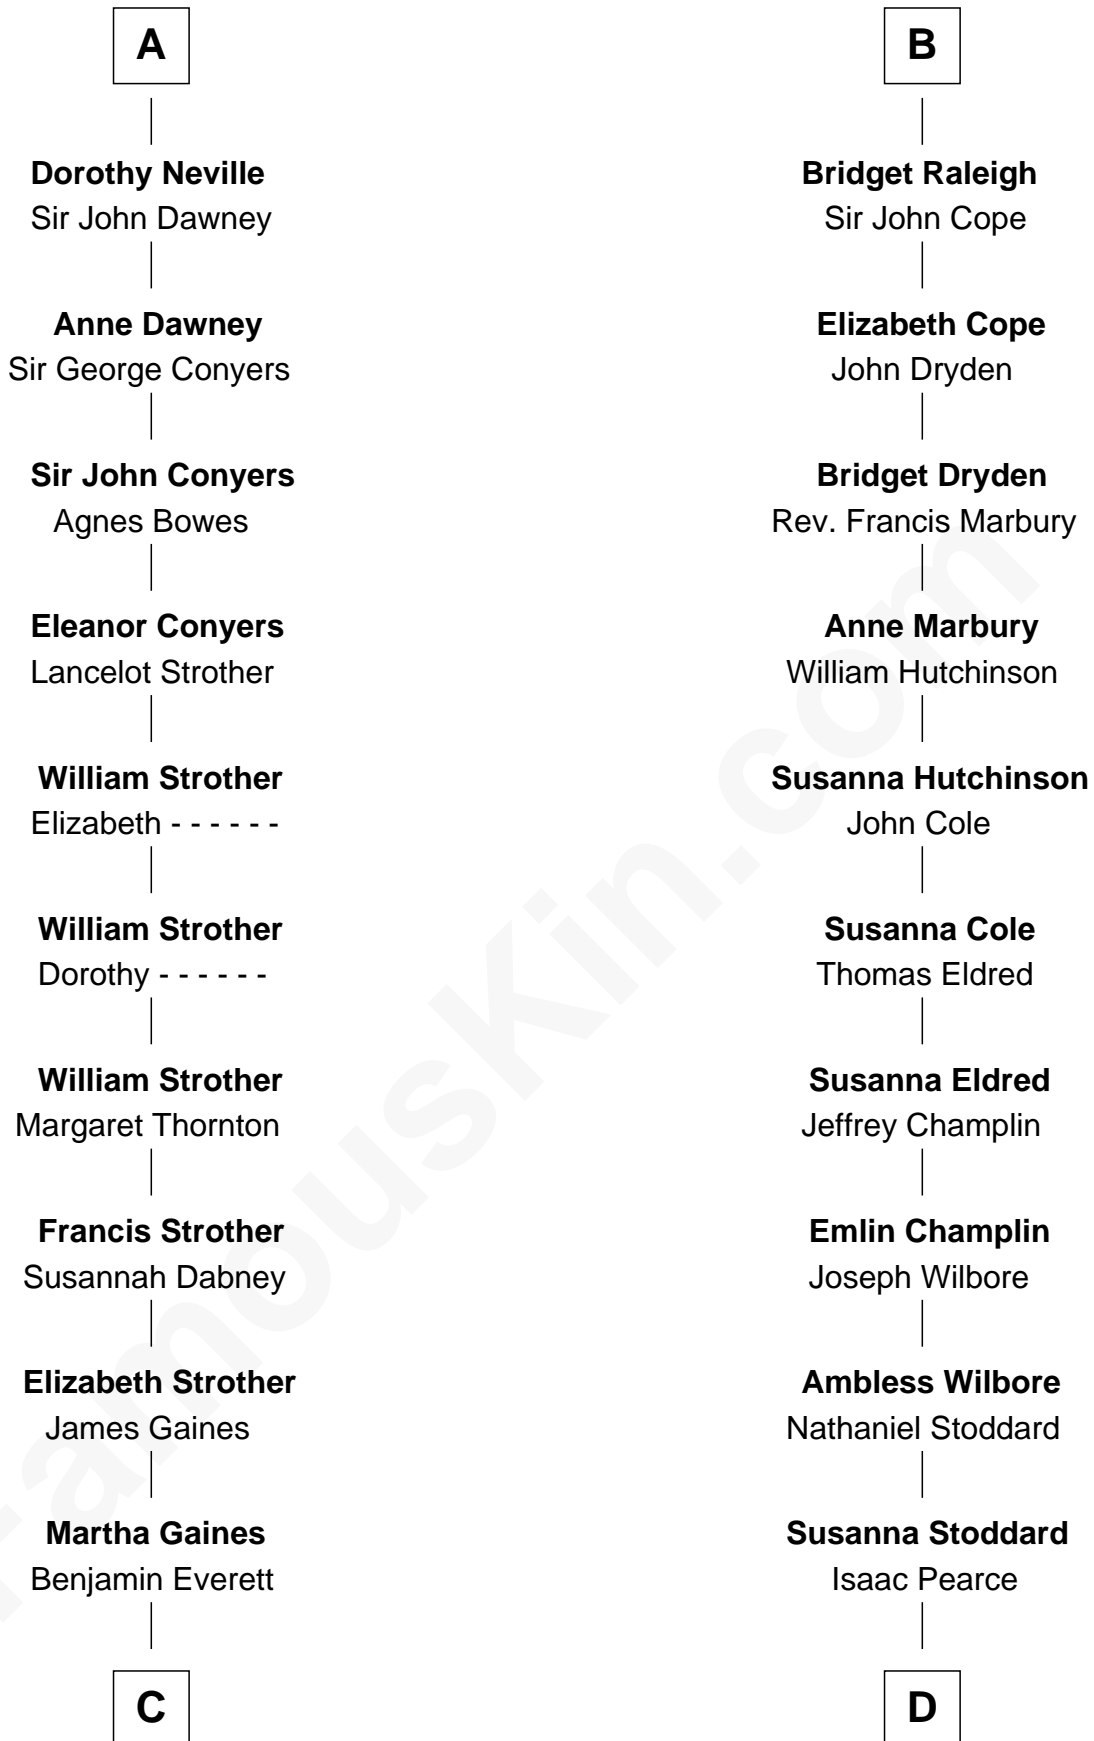 A
Dorothy Neville
Sir John Dawney
Anne Dawney
Sir George Conyers
Sir John Conyers
Agnes Bowes
Eleanor Conyers
Lancelot Strother
William Strother
Elizabeth - - - - - -
William Strother
Dorothy - - - - - -
William Strother
Margaret Thornton
Francis Strother
Susannah Dabney
Elizabeth Strother
James Gaines
Martha Gaines
Benjamin Everett
C
B
Bridget Raleigh
Sir John Cope
Elizabeth Cope
John Dryden
Bridget Dryden
Rev. Francis Marbury
Anne Marbury
William Hutchinson
Susanna Hutchinson
John Cole
Susanna Cole
Thomas Eldred
Susanna Eldred
Jeffrey Champlin
Emlin Champlin
Joseph Wilbore
Ambless Wilbore
Nathaniel Stoddard
Susanna Stoddard
Isaac Pearce
D
FamousKin.com